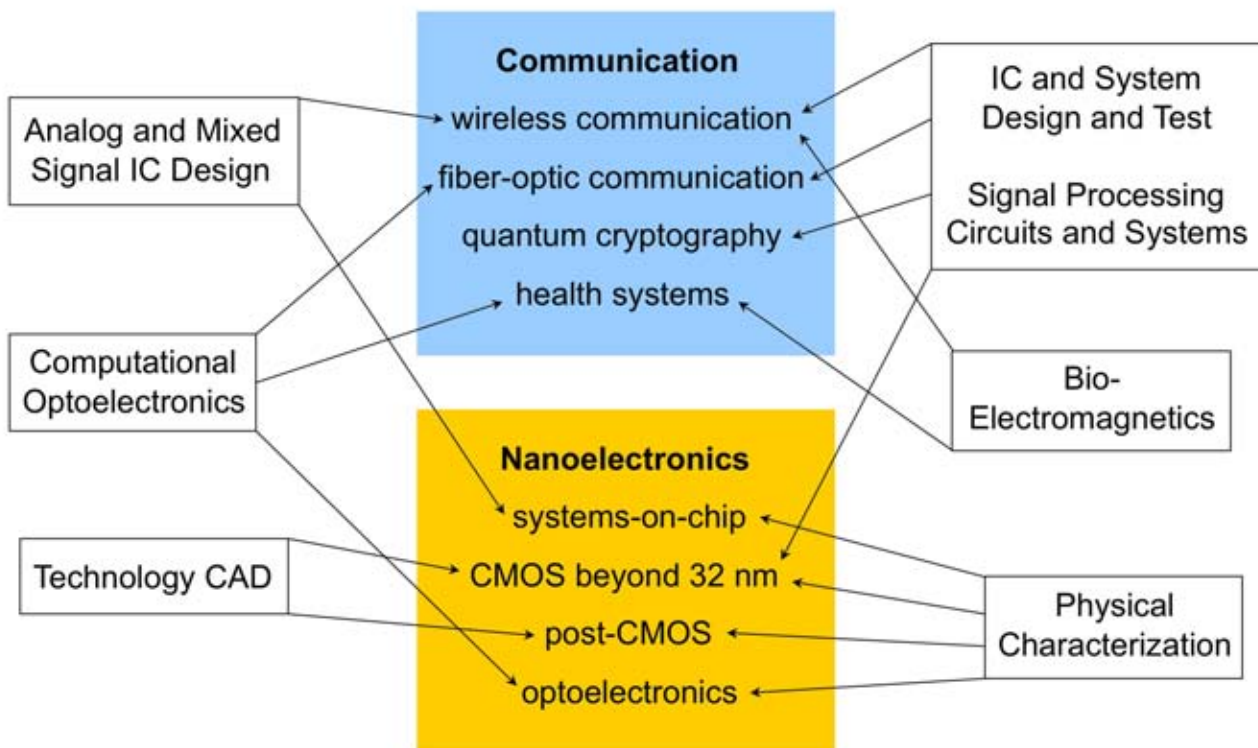 Communication
wireless communication
fiber-optic communication
quantum cryptography
health systems
Analog and Mixed
Signal IC Design
Computational
Optoelectronics
Technology CAD
Nanoelectronics
systems-on-chip
CMOS beyond 32 nm
post-CMOS
optoelectronics
IC and System
Design and Test
Signal Processing
Circuits and Systems
Bio-
Electromagnetics
Physical
Characterization